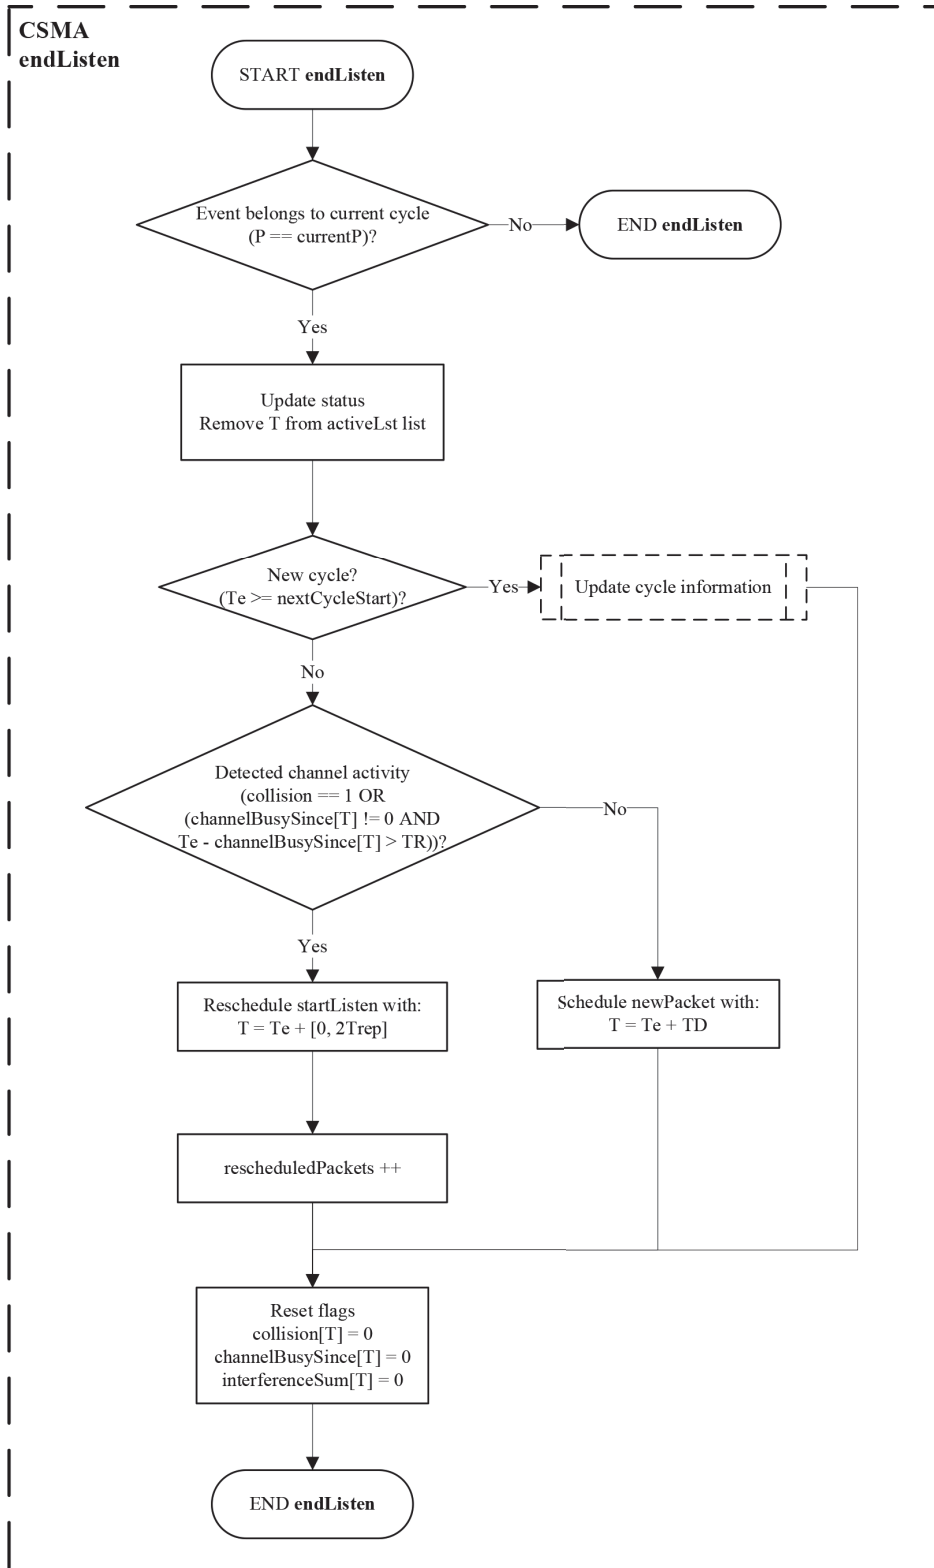 CSMA
endListen
START endListen
Event belongs to current cycle
(P == currentP)?
No
END endListen
Yes
Update status
Remove T from activeLst list
New cycle?
(Te >= nextCycleStart)?
Yes
Update cycle information
No
Detected channel activity
(collision == 1 OR
(channelBusySince[T] != 0 AND
Te - channelBusySince[T] > TR))?
No
Yes
Reschedule startListen with:
T = Te + [0, 2Trep]
Schedule newPacket with:
T = Te + TD
rescheduledPackets ++
Reset flags
collision[T] = 0
channelBusySince[T] = 0
interferenceSum[T] = 0
END endListen